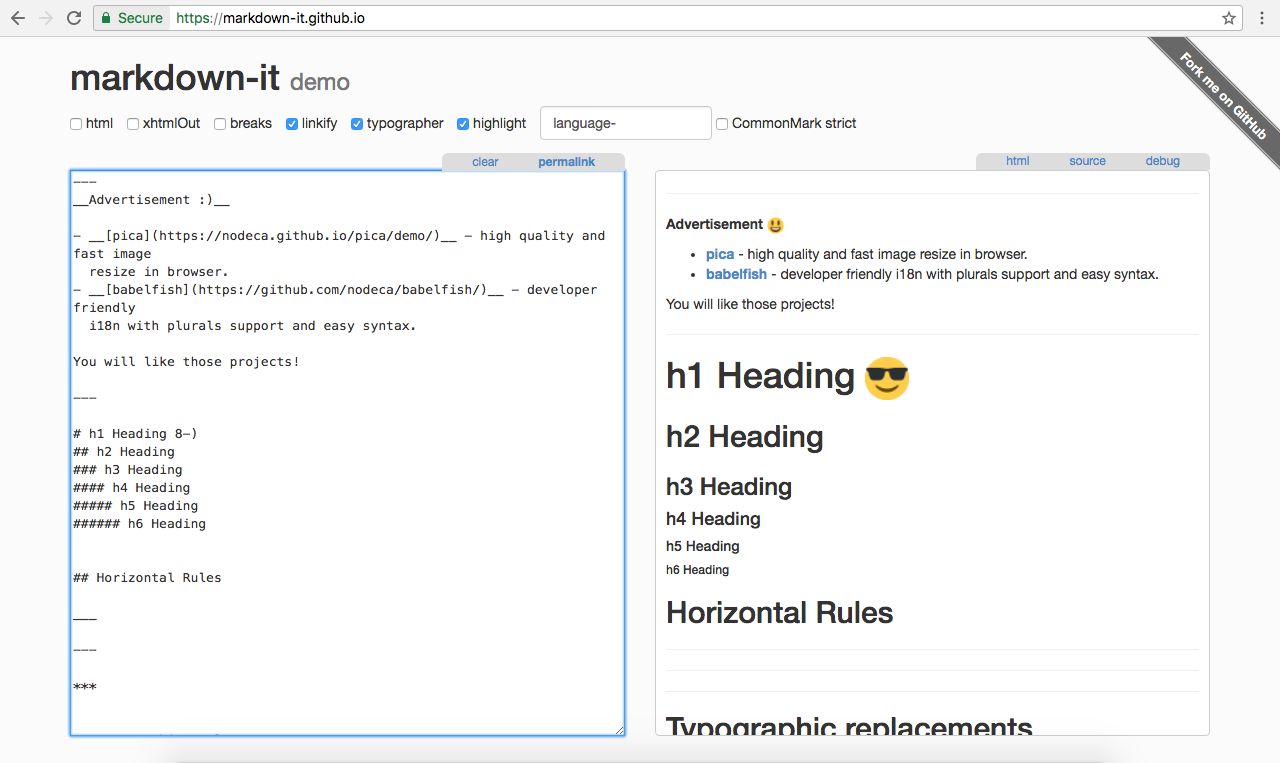 Secure https://markdown-it.github.io
Fork me on GitHub
markdown-it demo
html xhtmlOut breaks linkify typographer highlight language- CommonMark strict
clear permalink
---
__Advertisement :)__
- __[pica](https://nodeca.github.io/pica/demo/)__ - high quality and
fast image
resize in browser.
- __[babelfish](https://github.com/nodeca/babelfish/)__ - developer
friendly
i18n with plurals support and easy syntax.
You will like those projects!
---
# h1 Heading 8-)
## h2 Heading
### h3 Heading
#### h4 Heading
##### h5 Heading
###### h6 Heading
## Horizontal Rules
___
---
***
html source debug
Advertisement 😃
• pica - high quality and fast image resize in browser.
• babelfish - developer friendly i18n with plurals support and easy syntax.
You will like those projects!
h1 Heading 😎
h2 Heading
h3 Heading
h4 Heading
h5 Heading
h6 Heading
Horizontal Rules
Typographic replacements